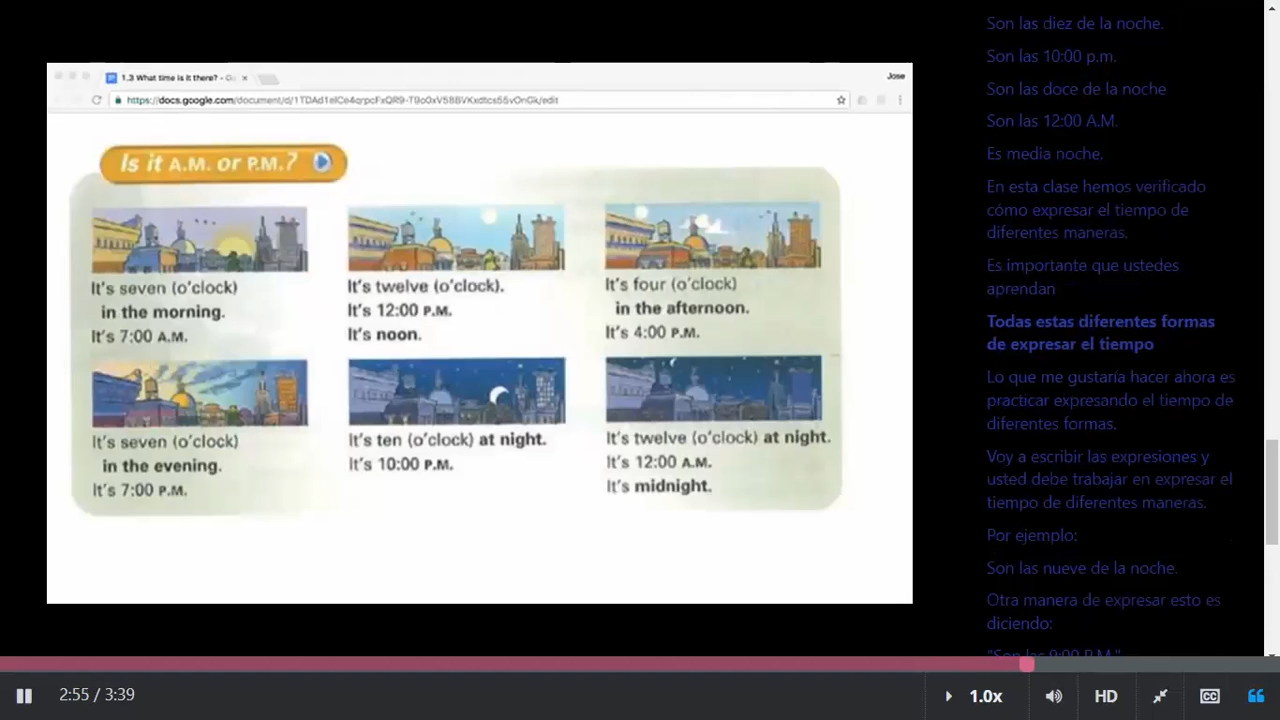 1.3 What time is it there? - G
Jose
Is it A.M. or P.M.?
It's seven (o'clock)
in the morning.
It's 7:00 A.M.
It's twelve (o'clock).
It's 12:00 P.M.
It's noon.
It's four (o'clock)
in the afternoon.
It's 4:00 P.M.
It's seven (o'clock)
in the evening.
It's 7:00 P.M.
It's ten (o'clock) at night.
It's 10:00 P.M.
It's twelve (o'clock) at night.
It's 12:00 A.M.
It's midnight.
Son las diez de la noche.
Son las 10:00 p.m.
Son las doce de la noche
Son las 12:00 A.M.
Es media noche.
En esta clase hemos verificado
cómo expresar el tiempo de
diferentes maneras.
Es importante que ustedes
aprendan
Todas estas diferentes formas
de expresar el tiempo
Lo que me gustaría hacer ahora es
practicar expresando el tiempo de
diferentes formas.
Voy a escribir las expresiones y
usted debe trabajar en expresar el
tiempo de diferentes maneras.
Por ejemplo:
Son las nueve de la noche.
Otra manera de expresar esto es
diciendo:
"Son las 9:00 P.M."
2:55 / 3:39
1.0x
HD
CC